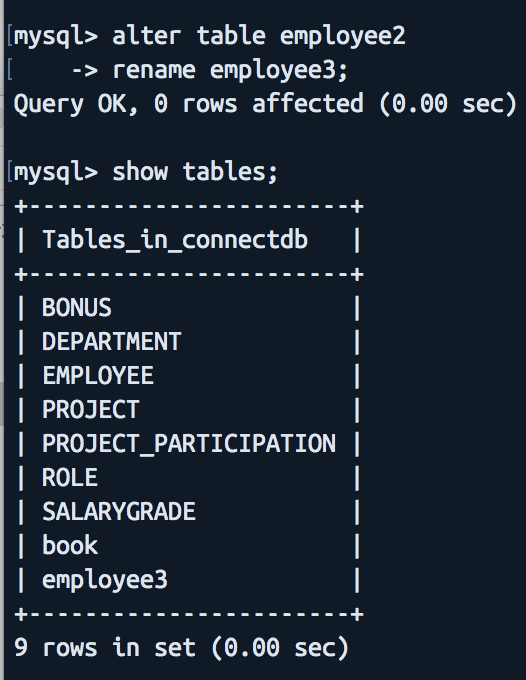 [mysql> alter table employee2
[    -> rename employee3;
Query OK, 0 rows affected (0.00 sec)
[mysql> show tables;
+-----------------------+
| Tables_in_connectdb   |
+-----------------------+
| BONUS                 |
| DEPARTMENT            |
| EMPLOYEE              |
| PROJECT               |
| PROJECT_PARTICIPATION |
| ROLE                  |
| SALARYGRADE           |
| book                  |
| employee3             |
+-----------------------+
9 rows in set (0.00 sec)